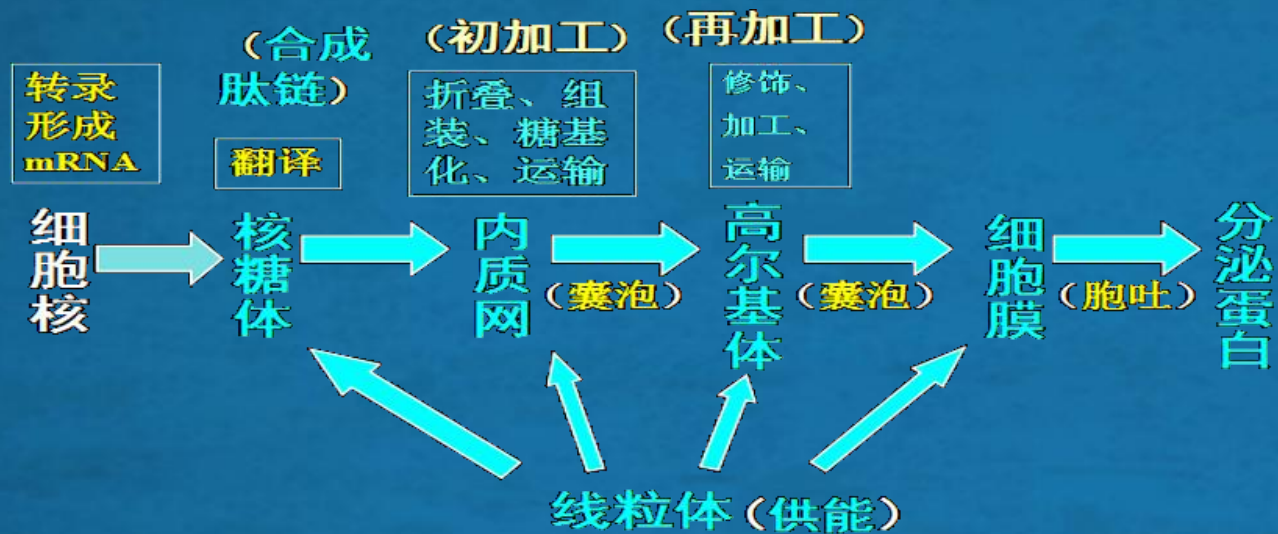 转录
形成
mRNA
(合成
肽链)
翻译
(初加工)
折叠、组
装、糖基
化、运输
(再加工)
修饰、
加工、
运输
细胞核
核糖体
内质网
(囊泡)
高尔基体
(囊泡)
细胞膜
(胞吐)
分泌蛋白
线粒体(供能)